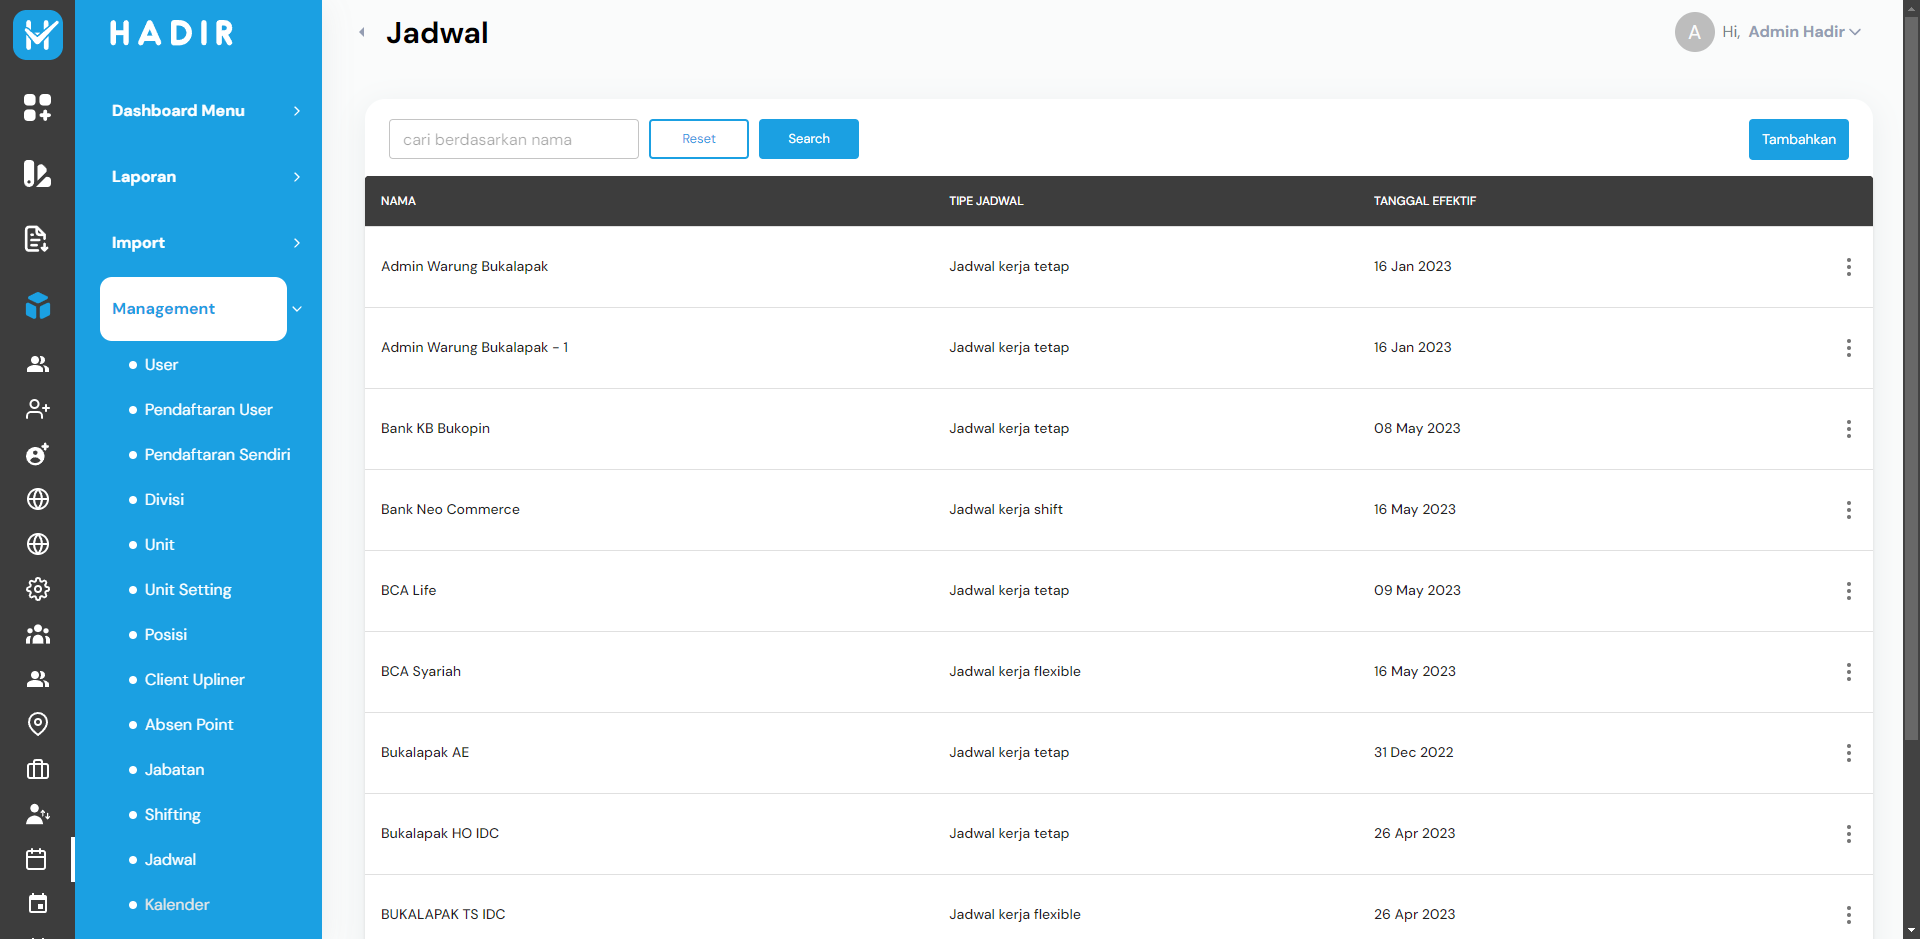 HADIR
Jadwal
A Hi, Admin Hadir
Dashboard Menu
Laporan
Import
Management
User
Pendaftaran User
Pendaftaran Sendiri
Divisi
Unit
Unit Setting
Posisi
Client Upliner
Absen Point
Jabatan
Shifting
Jadwal
Kalender
cari berdasarkan nama Reset Search Tambahkan
NAMA TIPE JADWAL TANGGAL EFEKTIF
Admin Warung Bukalapak Jadwal kerja tetap 16 Jan 2023
Admin Warung Bukalapak - 1 Jadwal kerja tetap 16 Jan 2023
Bank KB Bukopin Jadwal kerja tetap 08 May 2023
Bank Neo Commerce Jadwal kerja shift 16 May 2023
BCA Life Jadwal kerja tetap 09 May 2023
BCA Syariah Jadwal kerja flexible 16 May 2023
Bukalapak AE Jadwal kerja tetap 31 Dec 2022
Bukalapak HO IDC Jadwal kerja tetap 26 Apr 2023
BUKALAPAK TS IDC Jadwal kerja flexible 26 Apr 2023